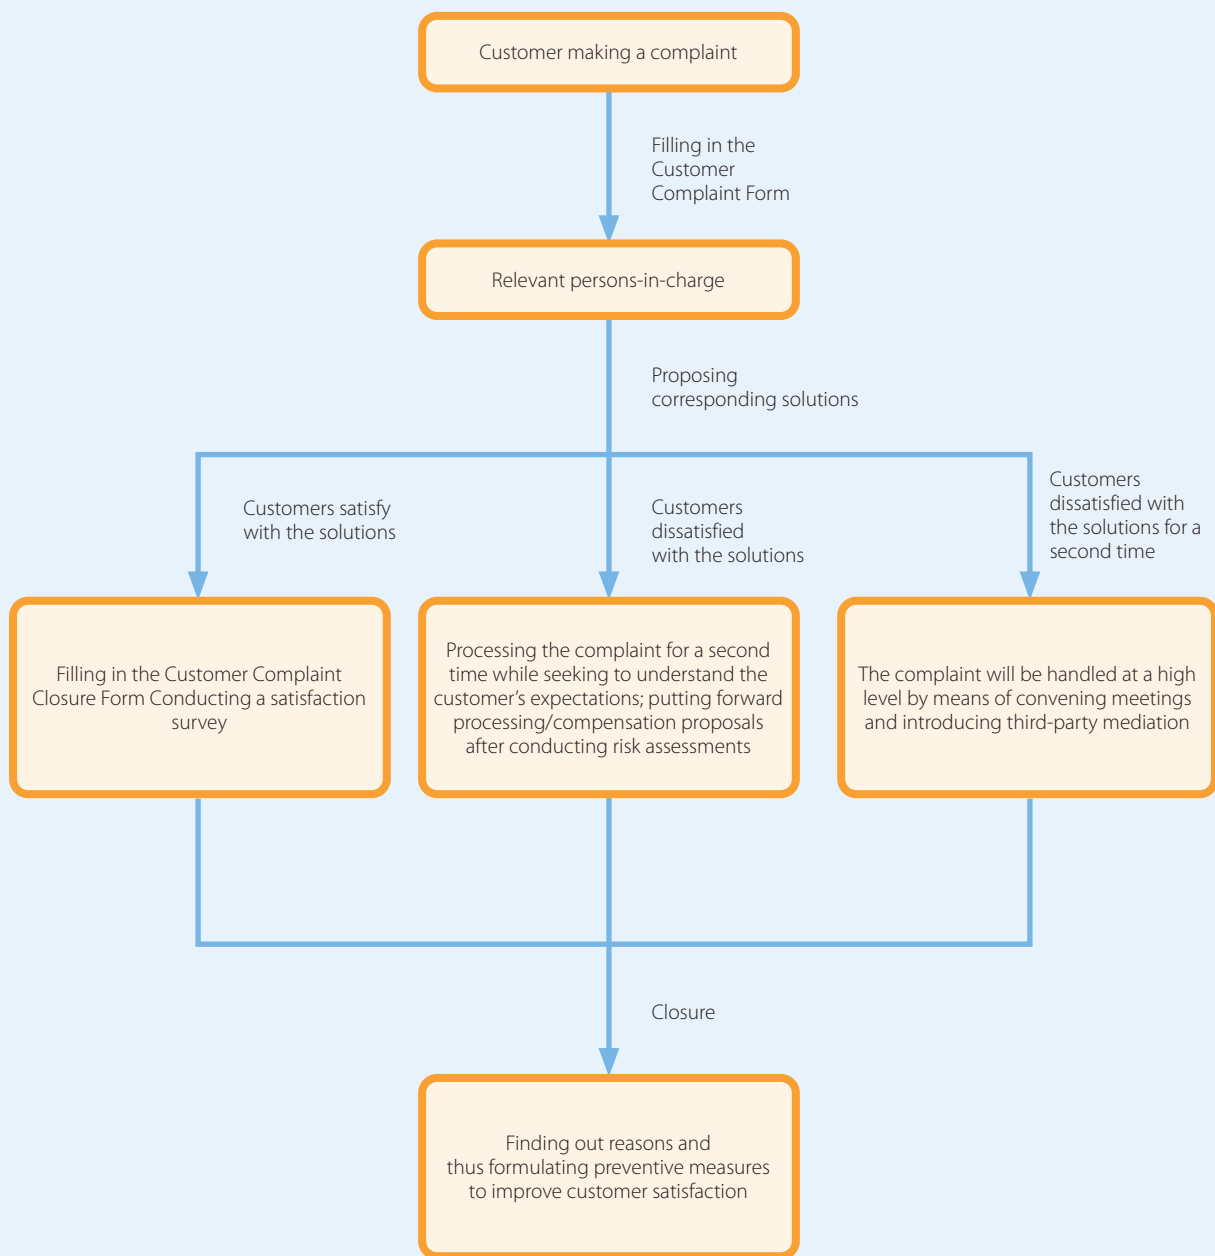 Customer making a complaint
Filling in the
Customer
Complaint Form
Relevant persons-in-charge
Proposing
corresponding solutions
Customers satisfy
with the solutions
Customers
dissatisfied
with the solutions
Customers
dissatisfied with
the solutions for a
second time
Filling in the Customer Complaint
Closure Form Conducting a satisfaction
survey
Processing the complaint for a second
time while seeking to understand the
customer’s expectations; putting forward
processing/compensation proposals
after conducting risk assessments
The complaint will be handled at a high
level by means of convening meetings
and introducing third-party mediation
Closure
Finding out reasons and
thus formulating preventive measures
to improve customer satisfaction